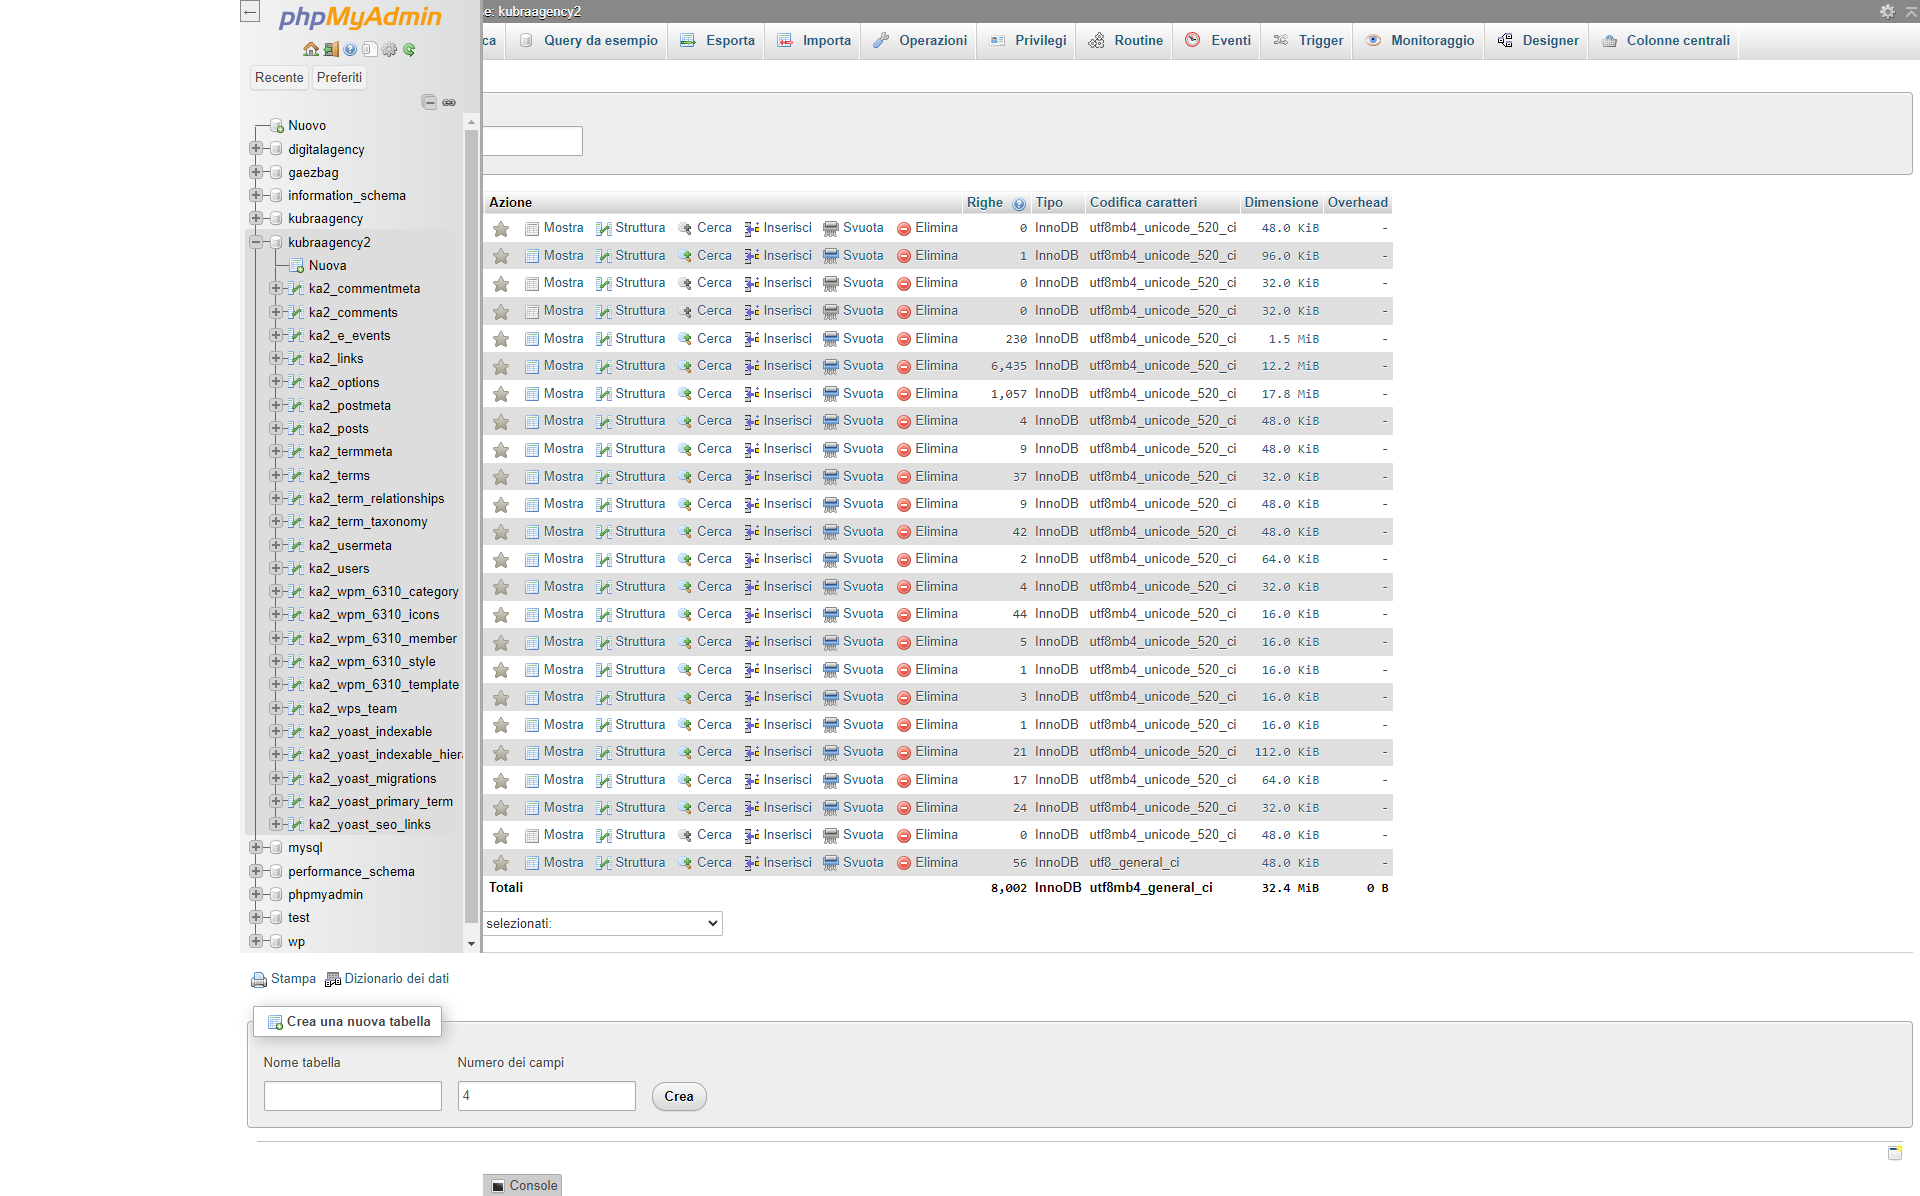 phpMyAdmin
e: kubraagency2
ca
Query da esempio
Esporta
Importa
Operazioni
Privilegi
Routine
Eventi
Trigger
Monitoraggio
Designer
Colonne centrali
Recente
Preferiti
Nuovo
digitalagency
gaezbag
information_schema
kubraagency
kubraagency2
Nuova
ka2_commentmeta
ka2_comments
ka2_e_events
ka2_links
ka2_options
ka2_postmeta
ka2_posts
ka2_termmeta
ka2_terms
ka2_term_relationships
ka2_term_taxonomy
ka2_usermeta
ka2_users
ka2_wpm_6310_category
ka2_wpm_6310_icons
ka2_wpm_6310_member
ka2_wpm_6310_style
ka2_wpm_6310_template
ka2_wps_team
ka2_yoast_indexable
ka2_yoast_indexable_hier
ka2_yoast_migrations
ka2_yoast_primary_term
ka2_yoast_seo_links
mysql
performance_schema
phpmyadmin
test
wp
Azione Righe Tipo Codifica caratteri Dimensione Overhead
Mostra Struttura Cerca Inserisci Svuota Elimina 0 InnoDB utf8mb4_unicode_520_ci 48.0 KiB -
Mostra Struttura Cerca Inserisci Svuota Elimina 1 InnoDB utf8mb4_unicode_520_ci 96.0 KiB -
Mostra Struttura Cerca Inserisci Svuota Elimina 0 InnoDB utf8mb4_unicode_520_ci 32.0 KiB -
Mostra Struttura Cerca Inserisci Svuota Elimina 0 InnoDB utf8mb4_unicode_520_ci 32.0 KiB -
Mostra Struttura Cerca Inserisci Svuota Elimina 230 InnoDB utf8mb4_unicode_520_ci 1.5 MiB -
Mostra Struttura Cerca Inserisci Svuota Elimina 6,435 InnoDB utf8mb4_unicode_520_ci 12.2 MiB -
Mostra Struttura Cerca Inserisci Svuota Elimina 1,057 InnoDB utf8mb4_unicode_520_ci 17.8 MiB -
Mostra Struttura Cerca Inserisci Svuota Elimina 4 InnoDB utf8mb4_unicode_520_ci 48.0 KiB -
Mostra Struttura Cerca Inserisci Svuota Elimina 9 InnoDB utf8mb4_unicode_520_ci 48.0 KiB -
Mostra Struttura Cerca Inserisci Svuota Elimina 37 InnoDB utf8mb4_unicode_520_ci 32.0 KiB -
Mostra Struttura Cerca Inserisci Svuota Elimina 9 InnoDB utf8mb4_unicode_520_ci 48.0 KiB -
Mostra Struttura Cerca Inserisci Svuota Elimina 42 InnoDB utf8mb4_unicode_520_ci 48.0 KiB -
Mostra Struttura Cerca Inserisci Svuota Elimina 2 InnoDB utf8mb4_unicode_520_ci 64.0 KiB -
Mostra Struttura Cerca Inserisci Svuota Elimina 4 InnoDB utf8mb4_unicode_520_ci 32.0 KiB -
Mostra Struttura Cerca Inserisci Svuota Elimina 44 InnoDB utf8mb4_unicode_520_ci 16.0 KiB -
Mostra Struttura Cerca Inserisci Svuota Elimina 5 InnoDB utf8mb4_unicode_520_ci 16.0 KiB -
Mostra Struttura Cerca Inserisci Svuota Elimina 1 InnoDB utf8mb4_unicode_520_ci 16.0 KiB -
Mostra Struttura Cerca Inserisci Svuota Elimina 3 InnoDB utf8mb4_unicode_520_ci 16.0 KiB -
Mostra Struttura Cerca Inserisci Svuota Elimina 1 InnoDB utf8mb4_unicode_520_ci 16.0 KiB -
Mostra Struttura Cerca Inserisci Svuota Elimina 21 InnoDB utf8mb4_unicode_520_ci 112.0 KiB -
Mostra Struttura Cerca Inserisci Svuota Elimina 17 InnoDB utf8mb4_unicode_520_ci 64.0 KiB -
Mostra Struttura Cerca Inserisci Svuota Elimina 24 InnoDB utf8mb4_unicode_520_ci 32.0 KiB -
Mostra Struttura Cerca Inserisci Svuota Elimina 0 InnoDB utf8mb4_unicode_520_ci 48.0 KiB -
Mostra Struttura Cerca Inserisci Svuota Elimina 56 InnoDB utf8_general_ci 48.0 KiB -
Totali 8,002 InnoDB utf8mb4_general_ci 32.4 MiB 0 B
selezionati:
Stampa Dizionario dei dati
Crea una nuova tabella
Nome tabella Numero dei campi
4 Crea
Console